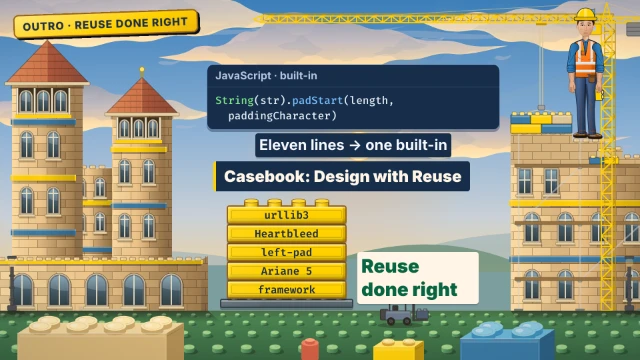 OUTRO · REUSE DONE RIGHT
JavaScript · built-in
String(str).padStart(length,
paddingCharacter)
Eleven lines → one built-in
Casebook: Design with Reuse
urllib3
Heartbleed
left-pad
Ariane 5
framework
Reuse
done right